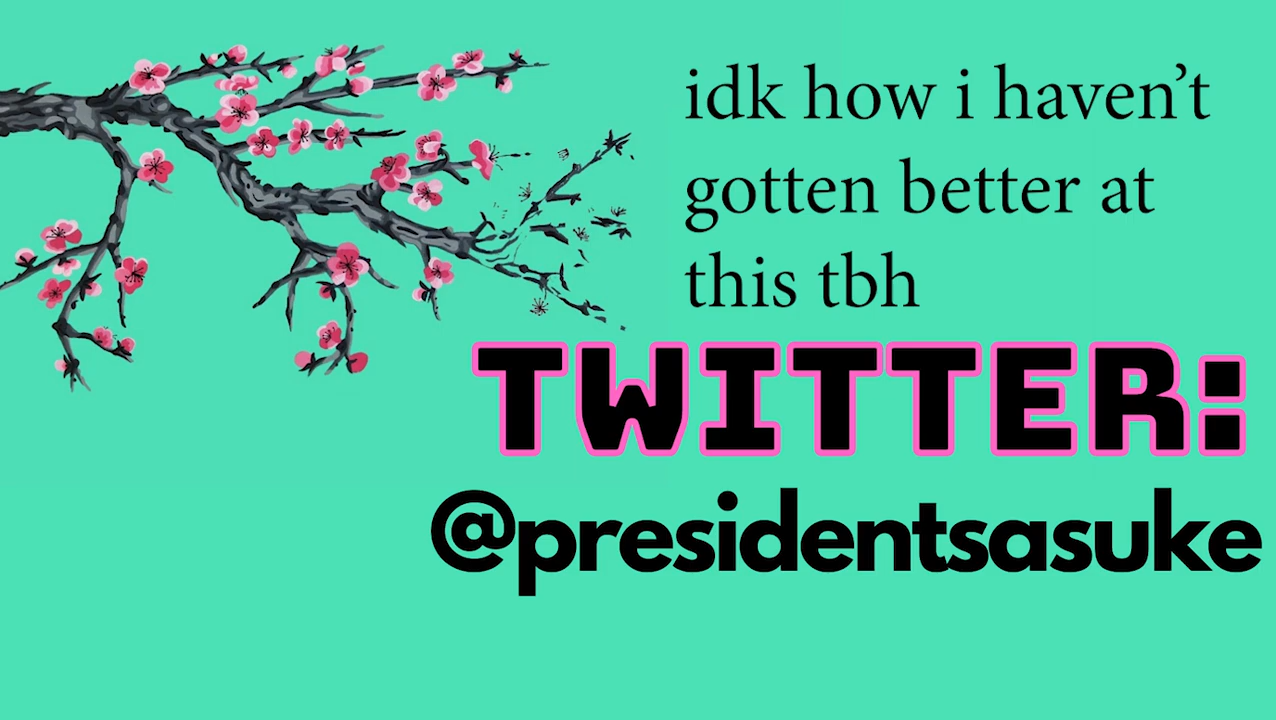 idk how i haven’t
gotten better at
this tbh
TWITTER:
@presidentsasuke